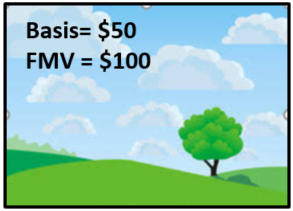 Basis= $50
FMV = $100